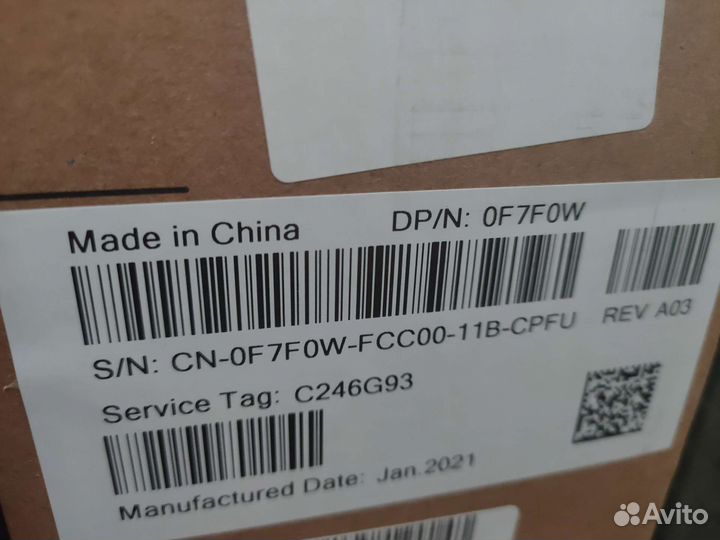 Made in China DP/N: 0F7F0W
S/N: CN-0F7F0W-FCC00-11B-CPFU REV A03
Service Tag: C246G93
Manufactured Date: Jan.2021
Avito